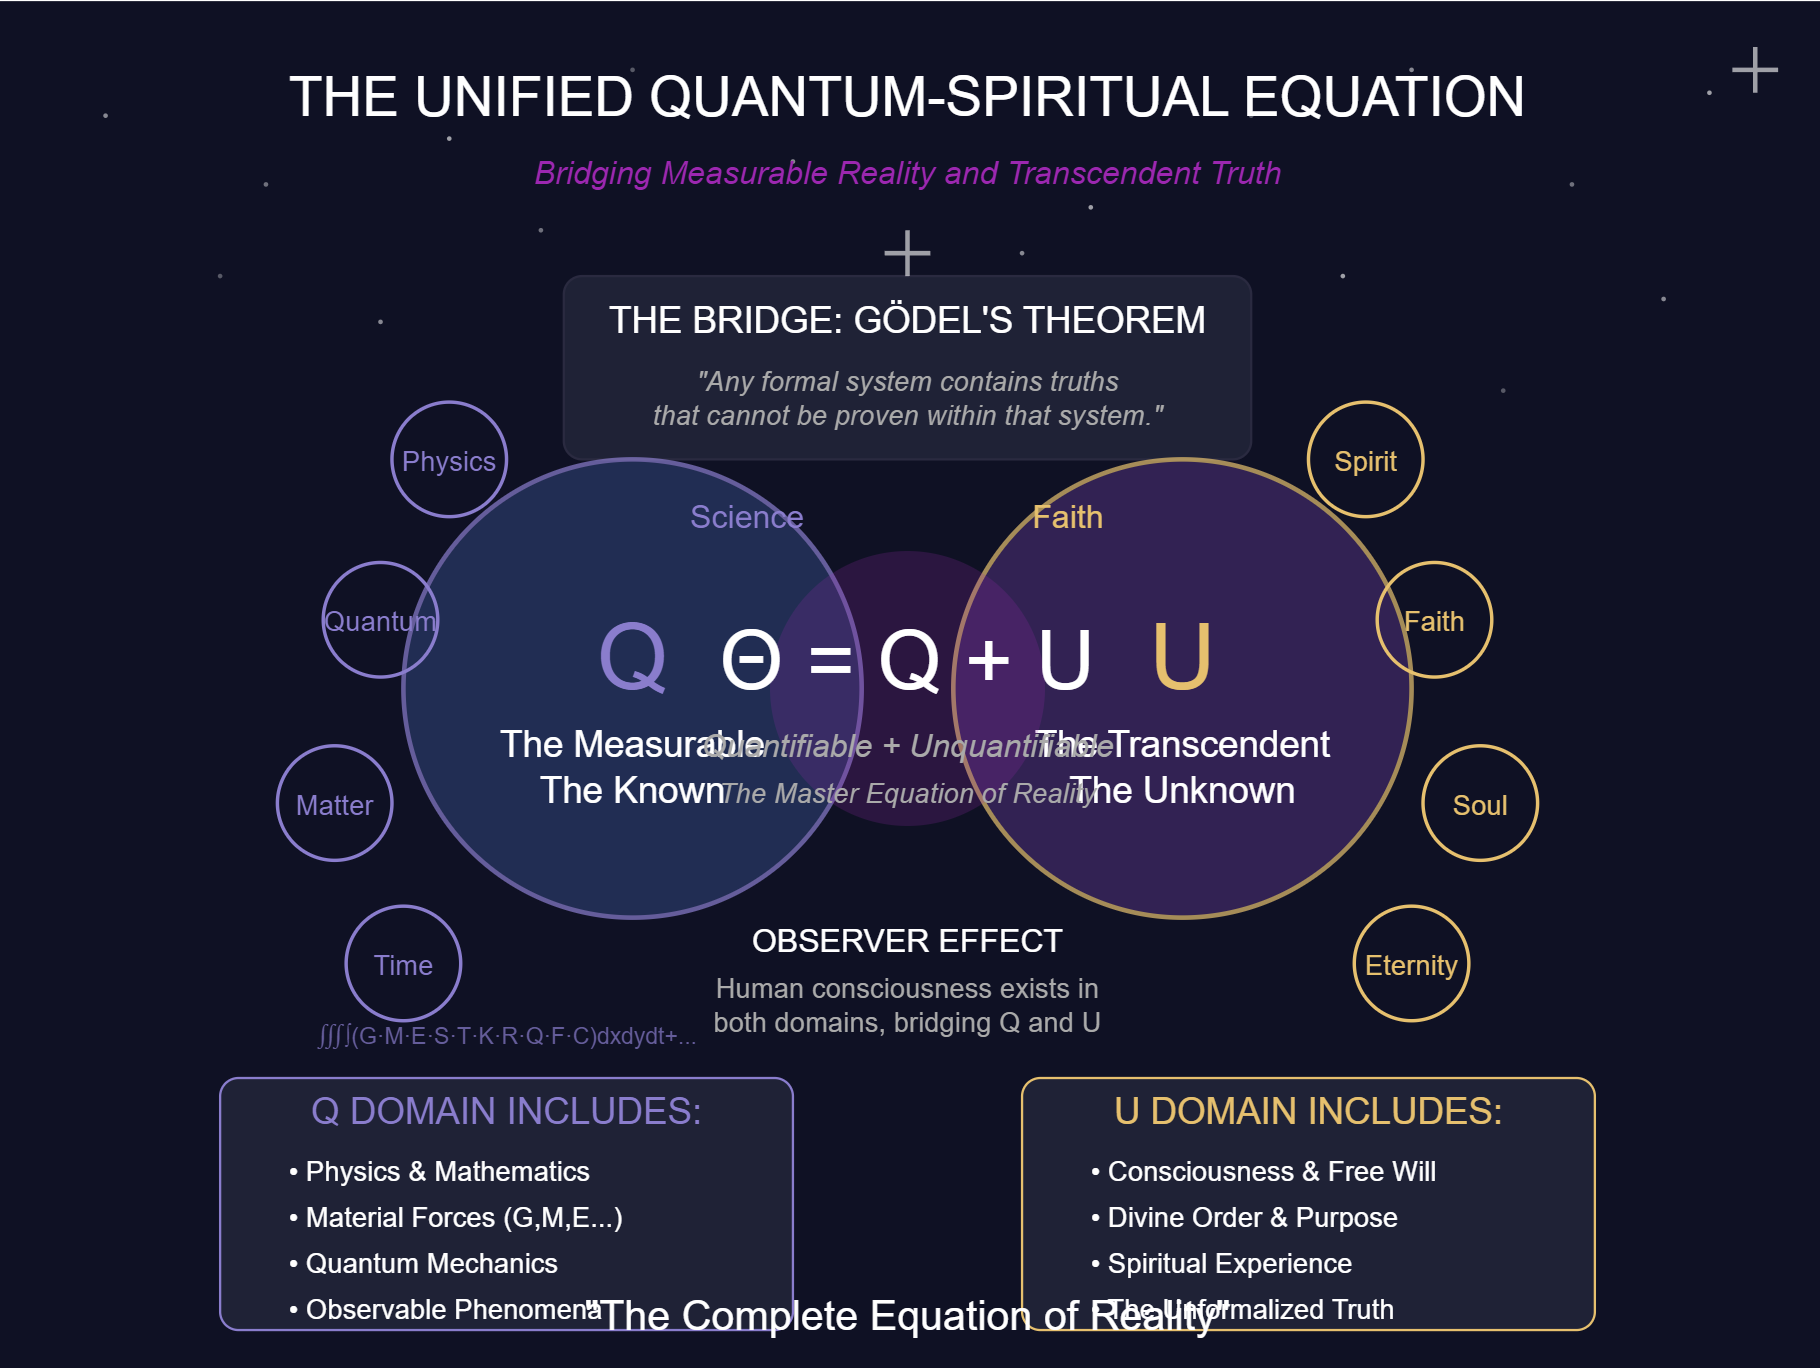 THE UNIFIED QUANTUM-SPIRITUAL EQUATION
Bridging Measurable Reality and Transcendent Truth
THE BRIDGE: GÖDEL'S THEOREM
"Any formal system contains truths
that cannot be proven within that system."
Physics
Spirit
Science
Faith
Quantum
Faith
Q
Θ = Q + U
U
The Measurable
Quantifiable + Unquantifiable
The Transcendent
The Known
The Master Equation of Reality
The Unknown
Matter
Soul
OBSERVER EFFECT
Time
Eternity
Human consciousness exists in
both domains, bridging Q and U
∫∫∫∫(G·M·E·S·T·K·R·Q·F·C)dxdydt+...
Q DOMAIN INCLUDES:
• Physics & Mathematics
• Material Forces (G,M,E...)
• Quantum Mechanics
• Observable Phenomena
U DOMAIN INCLUDES:
• Consciousness & Free Will
• Divine Order & Purpose
• Spiritual Experience
• The Unformalized Truth
"The Complete Equation of Reality"